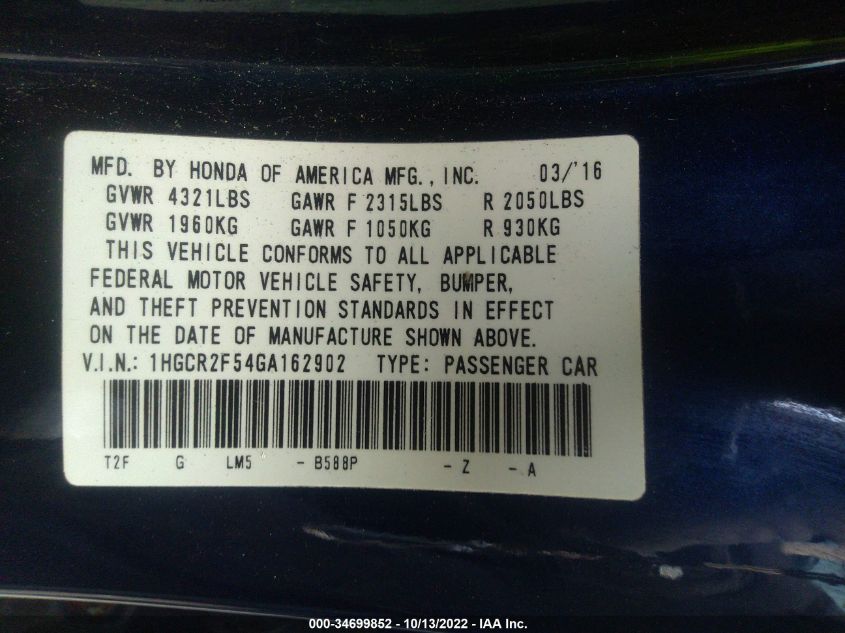 MFD. BY HONDA OF AMERICA MFG., INC. 03/'16
GVWR 4321LBS GAWR F 2315LBS R 2050LBS
GVWR 1960KG GAWR F 1050KG R 930KG
THIS VEHICLE CONFORMS TO ALL APPLICABLE
FEDERAL MOTOR VEHICLE SAFETY, BUMPER,
AND THEFT PREVENTION STANDARDS IN EFFECT
ON THE DATE OF MANUFACTURE SHOWN ABOVE.
V.I.N.: 1HGCR2F54GA162902 TYPE: PASSENGER CAR
T2F G LM5 - B588P - Z - A
000-34699852 - 10/13/2022 - IAA Inc.